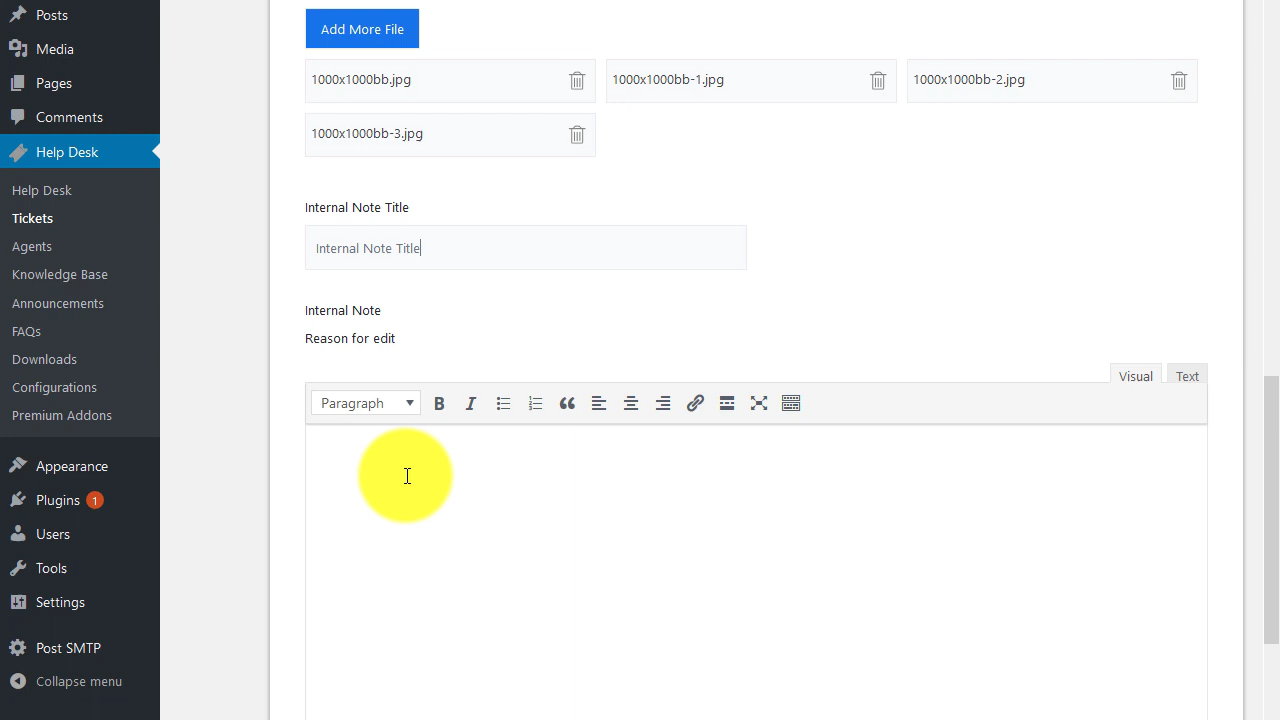 Posts
Media
Pages
Comments
Help Desk
Help Desk
Tickets
Agents
Knowledge Base
Announcements
FAQs
Downloads
Configurations
Premium Addons
Appearance
Plugins 1
Users
Tools
Settings
Post SMTP
Collapse menu
Add More File
1000x1000bb.jpg 1000x1000bb-1.jpg 1000x1000bb-2.jpg
1000x1000bb-3.jpg
Internal Note Title
Internal Note Title
Internal Note
Reason for edit
Visual Text
Paragraph